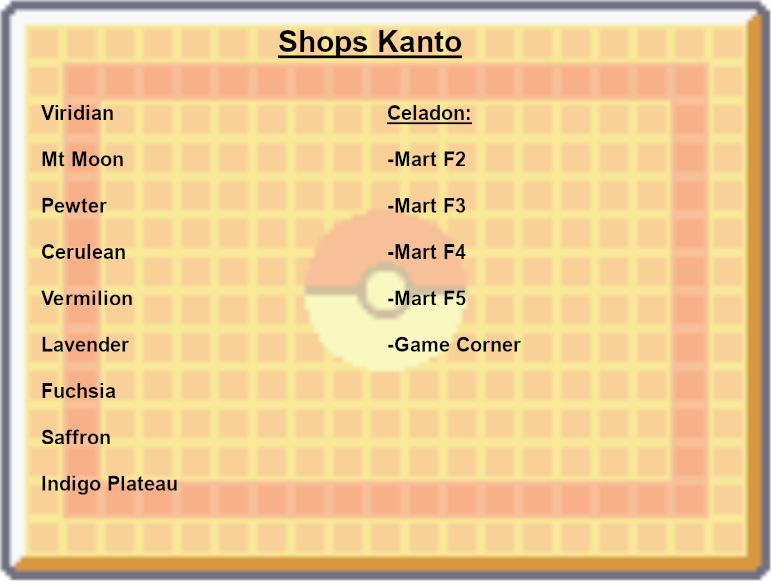 Shops Kanto
Viridian
Mt Moon
Pewter
Cerulean
Vermilion
Lavender
Fuchsia
Saffron
Indigo Plateau
Celadon:
-Mart F2
-Mart F3
-Mart F4
-Mart F5
-Game Corner